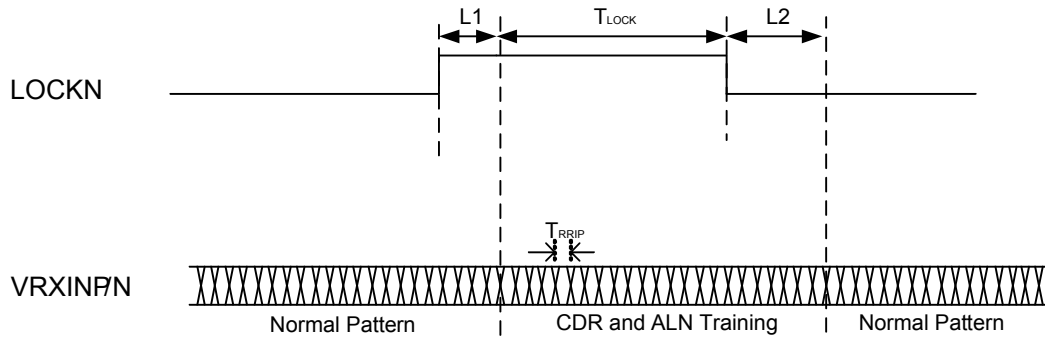 L1 TLOCK L2
LOCKN
TRRIP
VRXINP/N
Normal Pattern CDR and ALN Training Normal Pattern